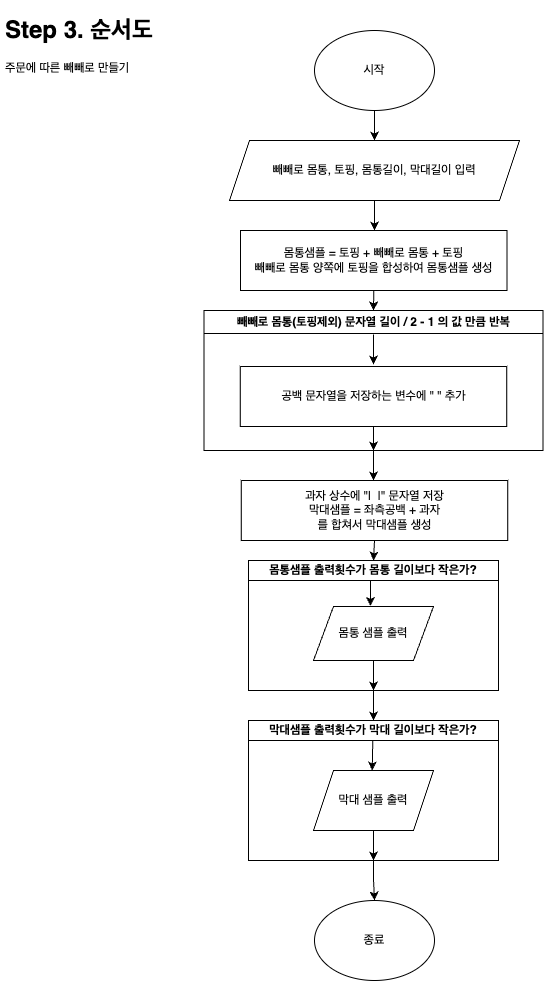 Step 3. 순서도
주문에 따른 빼빼로 만들기
시작
빼빼로 몸통, 토핑, 몸통길이, 막대길이 입력
몸통샘플 = 토핑 + 빼빼로 몸통 + 토핑
빼빼로 몸통 양쪽에 토핑을 합성하여 몸통샘플 생성
빼빼로 몸통(토핑제외) 문자열 길이 / 2 - 1 의 값 만큼 반복
공백 문자열을 저장하는 변수에 " " 추가
과자 상수에 "| |" 문자열 저장
막대샘플 = 좌측공백 + 과자
를 합쳐서 막대샘플 생성
몸통샘플 출력횟수가 몸통 길이보다 작은가?
몸통 샘플 출력
막대샘플 출력횟수가 막대 길이보다 작은가?
막대 샘플 출력
종료